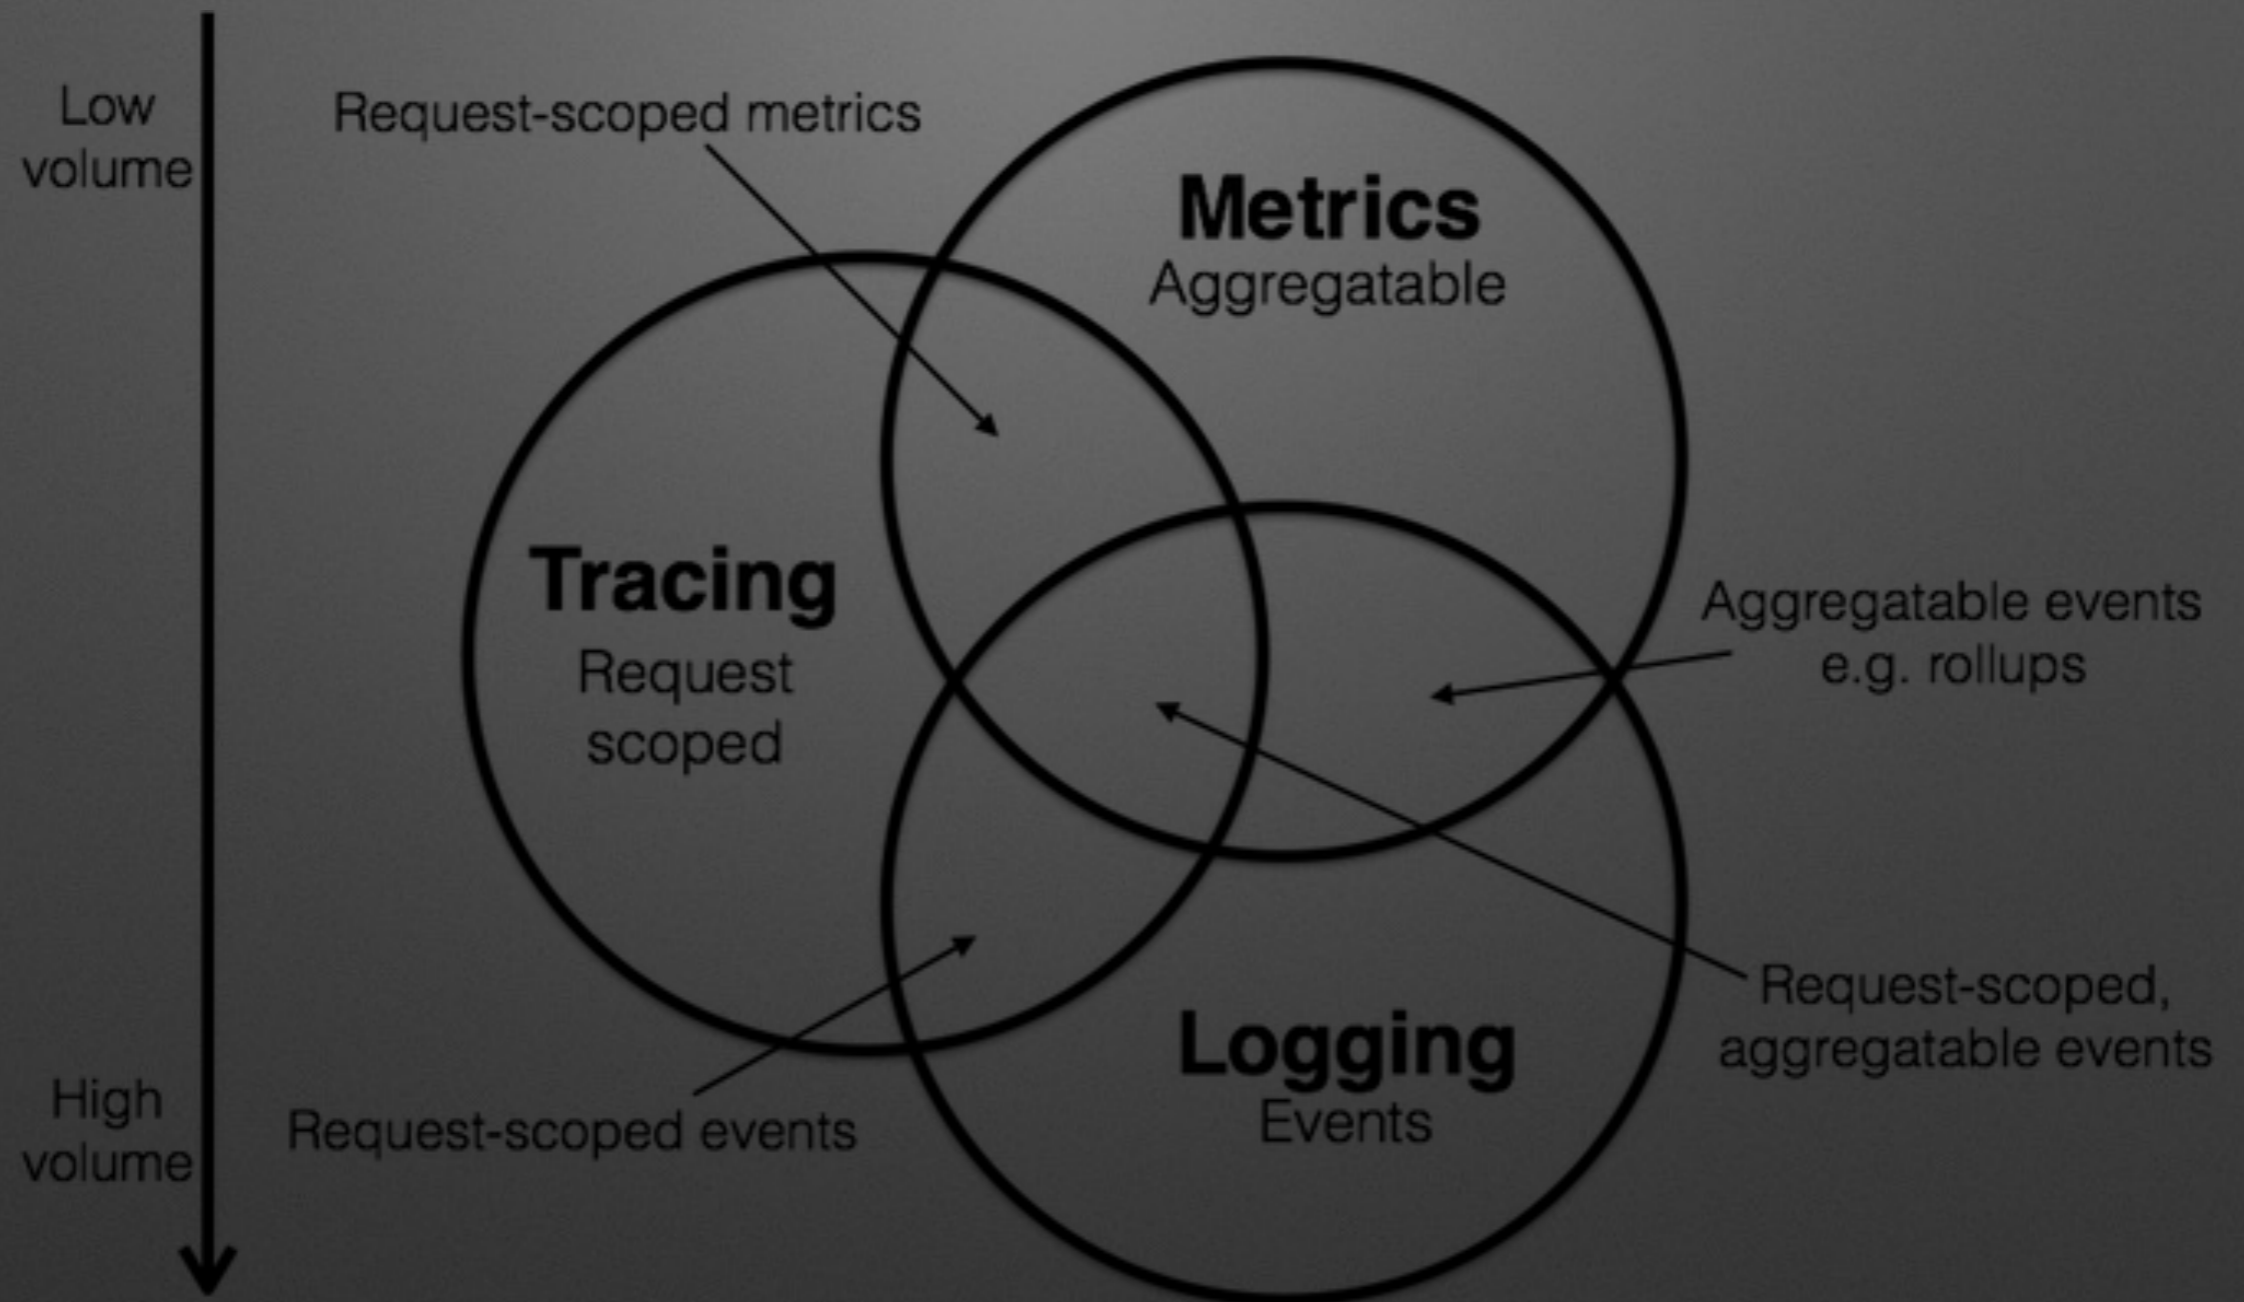 Low
volume
Request-scoped metrics
Metrics
Aggregatable
Tracing
Request
scoped
Aggregatable events
e.g. rollups
Request-scoped,
aggregatable events
Logging
Events
High
volume
Request-scoped events